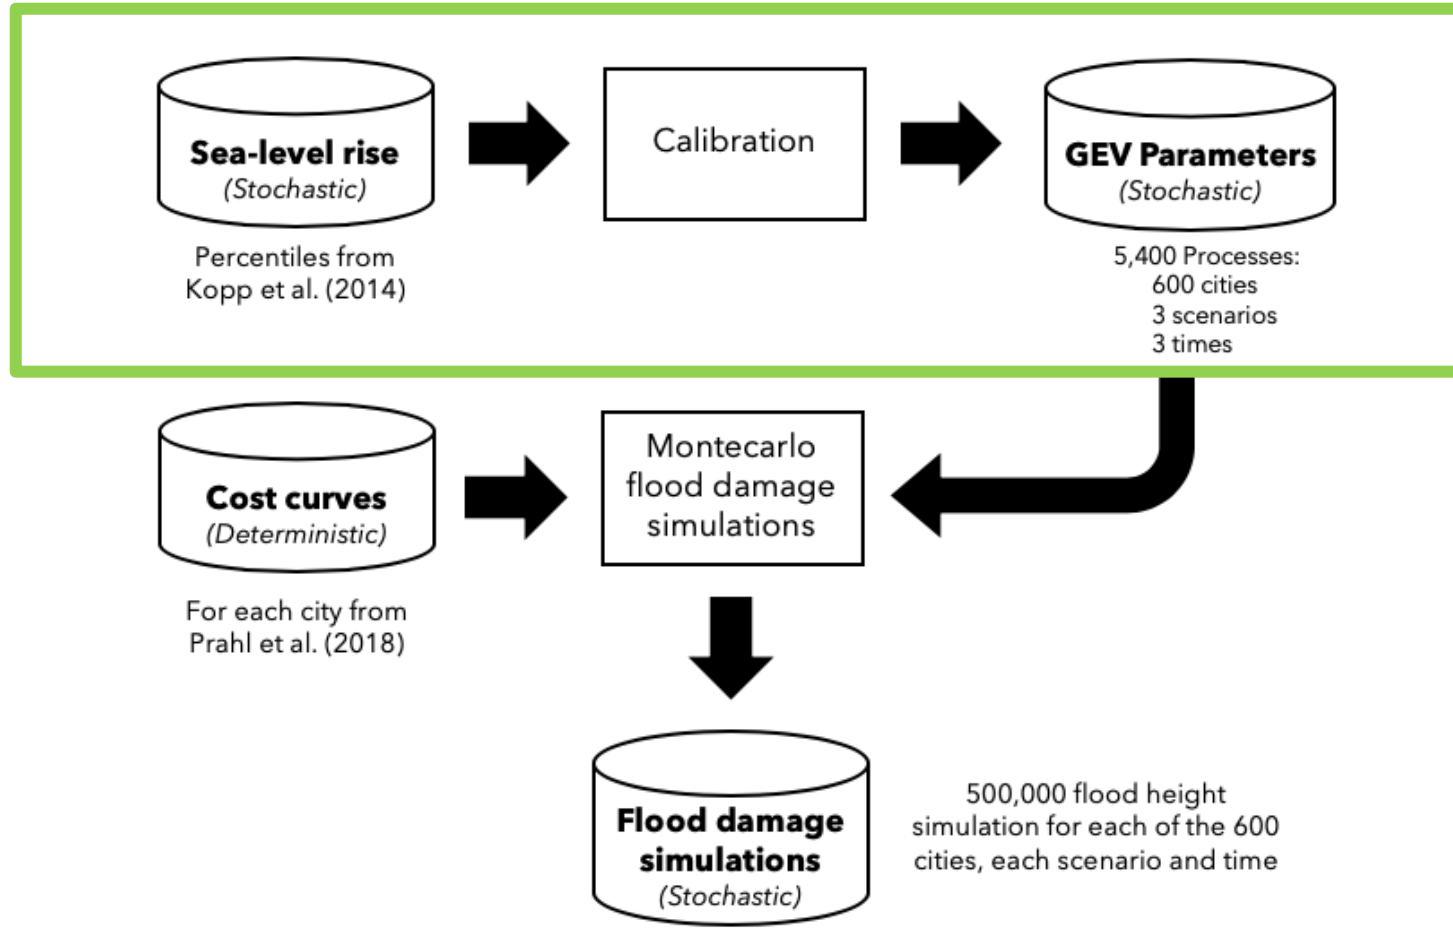 Sea-level rise
(Stochastic)
Percentiles from
Kopp et al. (2014)
Calibration
GEV Parameters
(Stochastic)
5,400 Processes:
600 cities
3 scenarios
3 times
Cost curves
(Deterministic)
For each city from
Prahl et al. (2018)
Montecarlo
flood damage
simulations
Flood damage
simulations
(Stochastic)
500,000 flood height
simulation for each of the 600
cities, each scenario and time